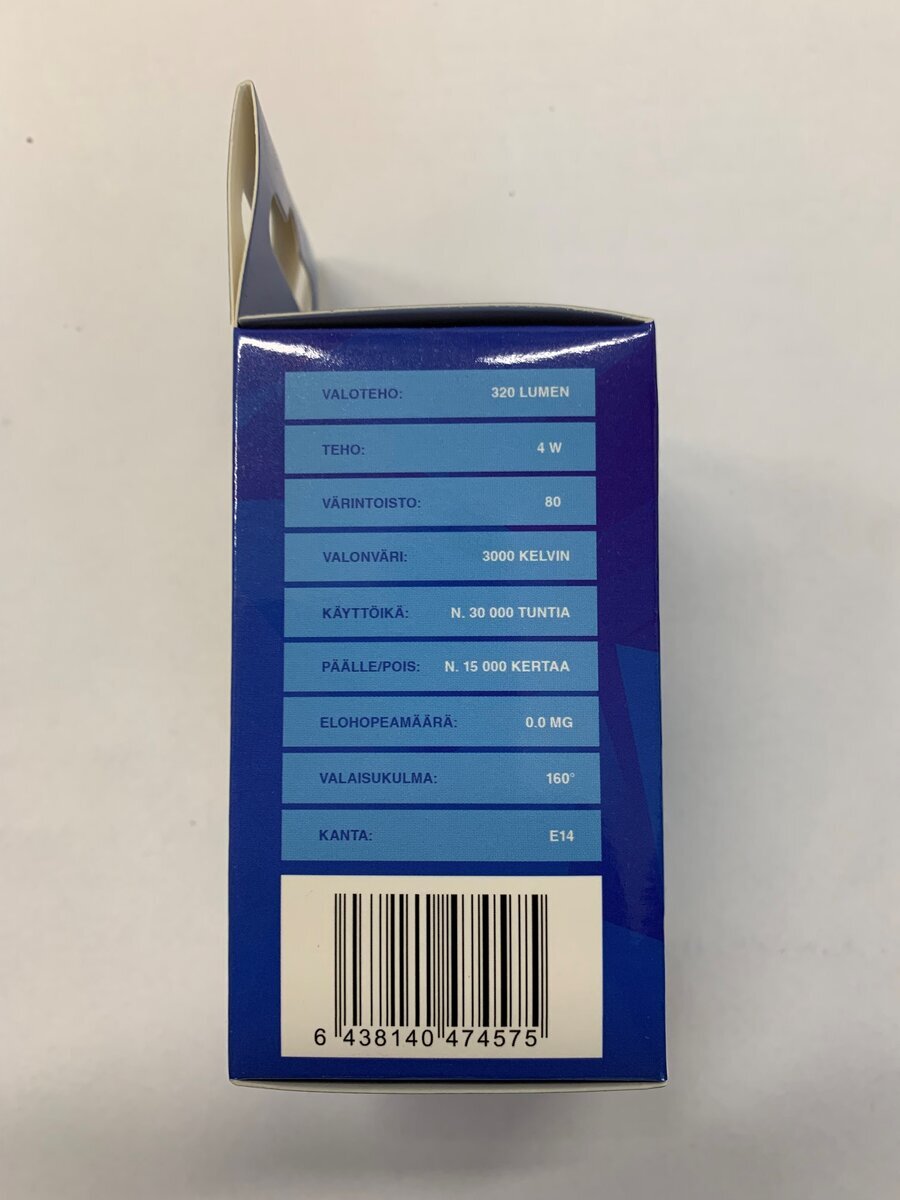 VALOTEHO: 320 LUMEN
TEHO: 4 W
VÄRINTOISTO: 80
VALONVÄRI: 3000 KELVIN
KÄYTTÖIKÄ: N. 30 000 TUNTIA
PÄÄLLE/POIS: N. 15 000 KERTAA
ELOHOPEAMÄÄRÄ: 0.0 MG
VALAISUKULMA: 160°
KANTA: E14
6 438140 474575